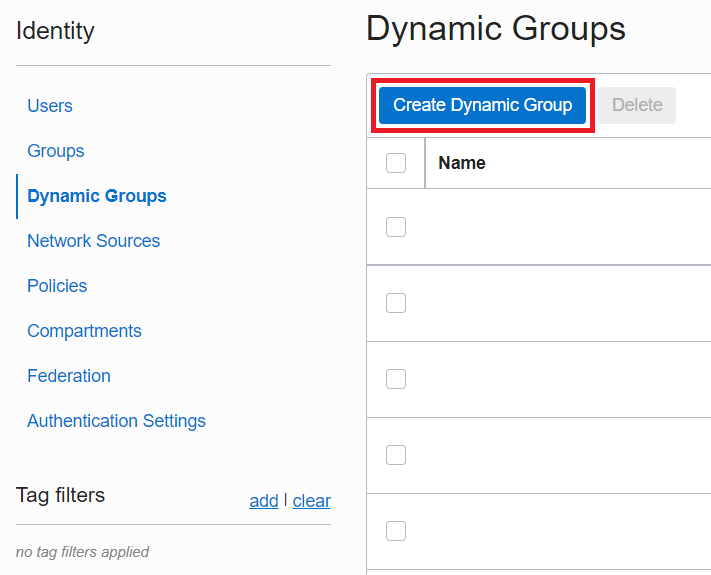 Identity
Users
Groups
Dynamic Groups
Network Sources
Policies
Compartments
Federation
Authentication Settings
Tag filters
add | clear
no tag filters applied
Dynamic Groups
Create Dynamic Group
Delete
Name